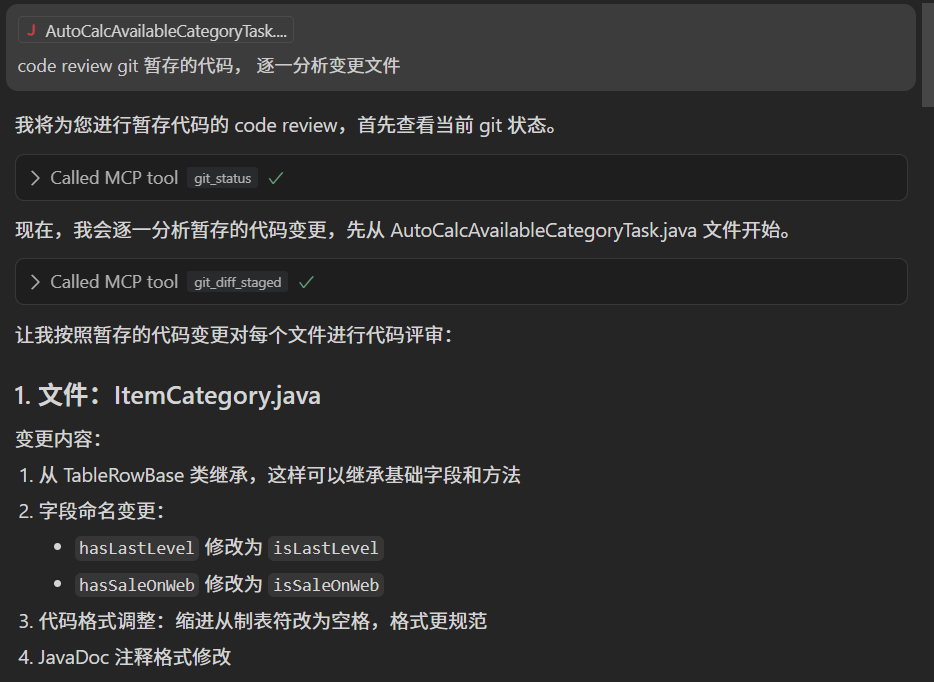 J AutoCalcAvailableCategoryTask....
code review git 暂存的代码， 逐一分析变更文件
我将为您进行暂存代码的 code review，首先查看当前 git 状态。
Called MCP tool git_status
现在，我会逐一分析暂存的代码变更，先从 AutoCalcAvailableCategoryTask.java 文件开始。
Called MCP tool git_diff_staged
让我按照暂存的代码变更对每个文件进行代码评审：
1. 文件：ItemCategory.java
变更内容：
1. 从 TableRowBase 类继承，这样可以继承基础字段和方法
2. 字段命名变更：
• hasLastLevel 修改为 isLastLevel
• hasSaleOnWeb 修改为 isSaleOnWeb
3. 代码格式调整：缩进从制表符改为空格，格式更规范
4. JavaDoc 注释格式修改